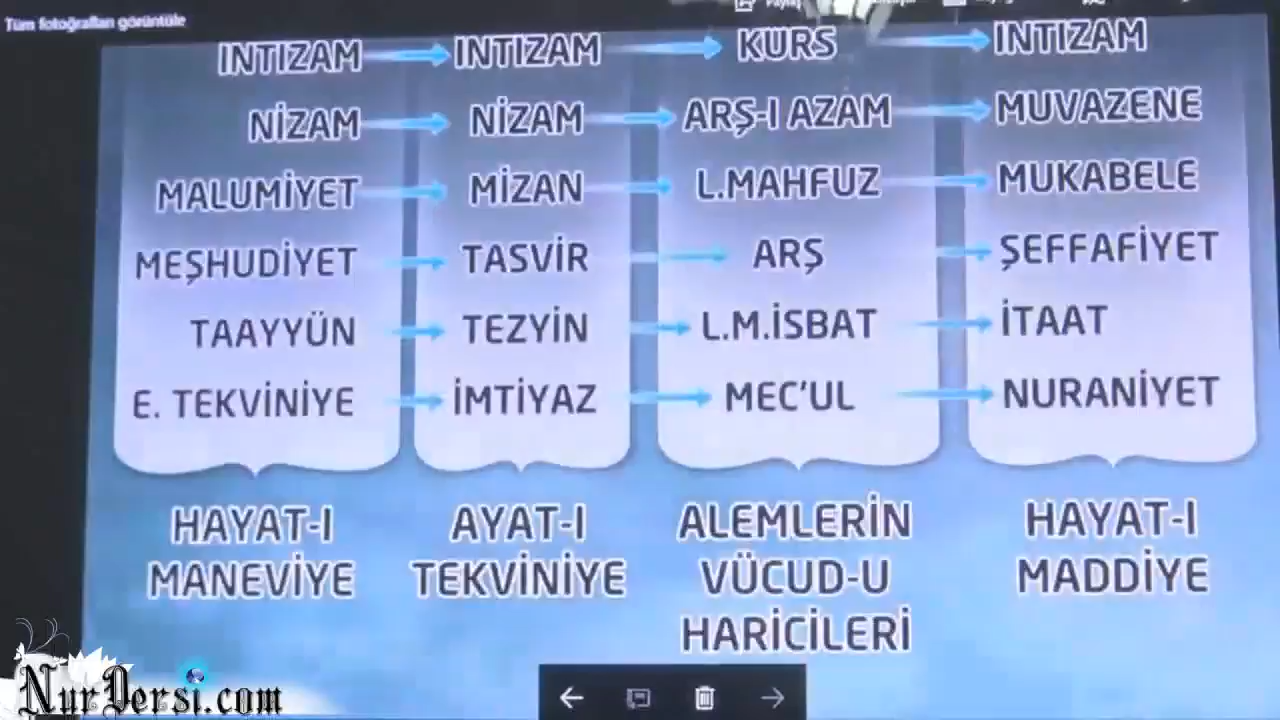 Tüm fotoğrafları görüntüle
INTIZAM INTIZAM KURS INTIZAM
NİZAM NİZAM ARŞ-I AZAM MUVAZENE
MALUMİYET MİZAN L.MAHFUZ MUKABELE
MEŞHUDİYET TASVİR ARŞ ŞEFFAFİYET
TAAYYÜN TEZYİN L.M.İSBAT İTAAT
E. TEKVİNİYE İMTİYAZ MEC'UL NURANİYET
HAYAT-I
MANEVİYE
AYAT-I
TEKVİNİYE
ALEMLERİN
VÜCUD-U
HARİCİLERİ
HAYAT-I
MADDİYE
NurDersi.com